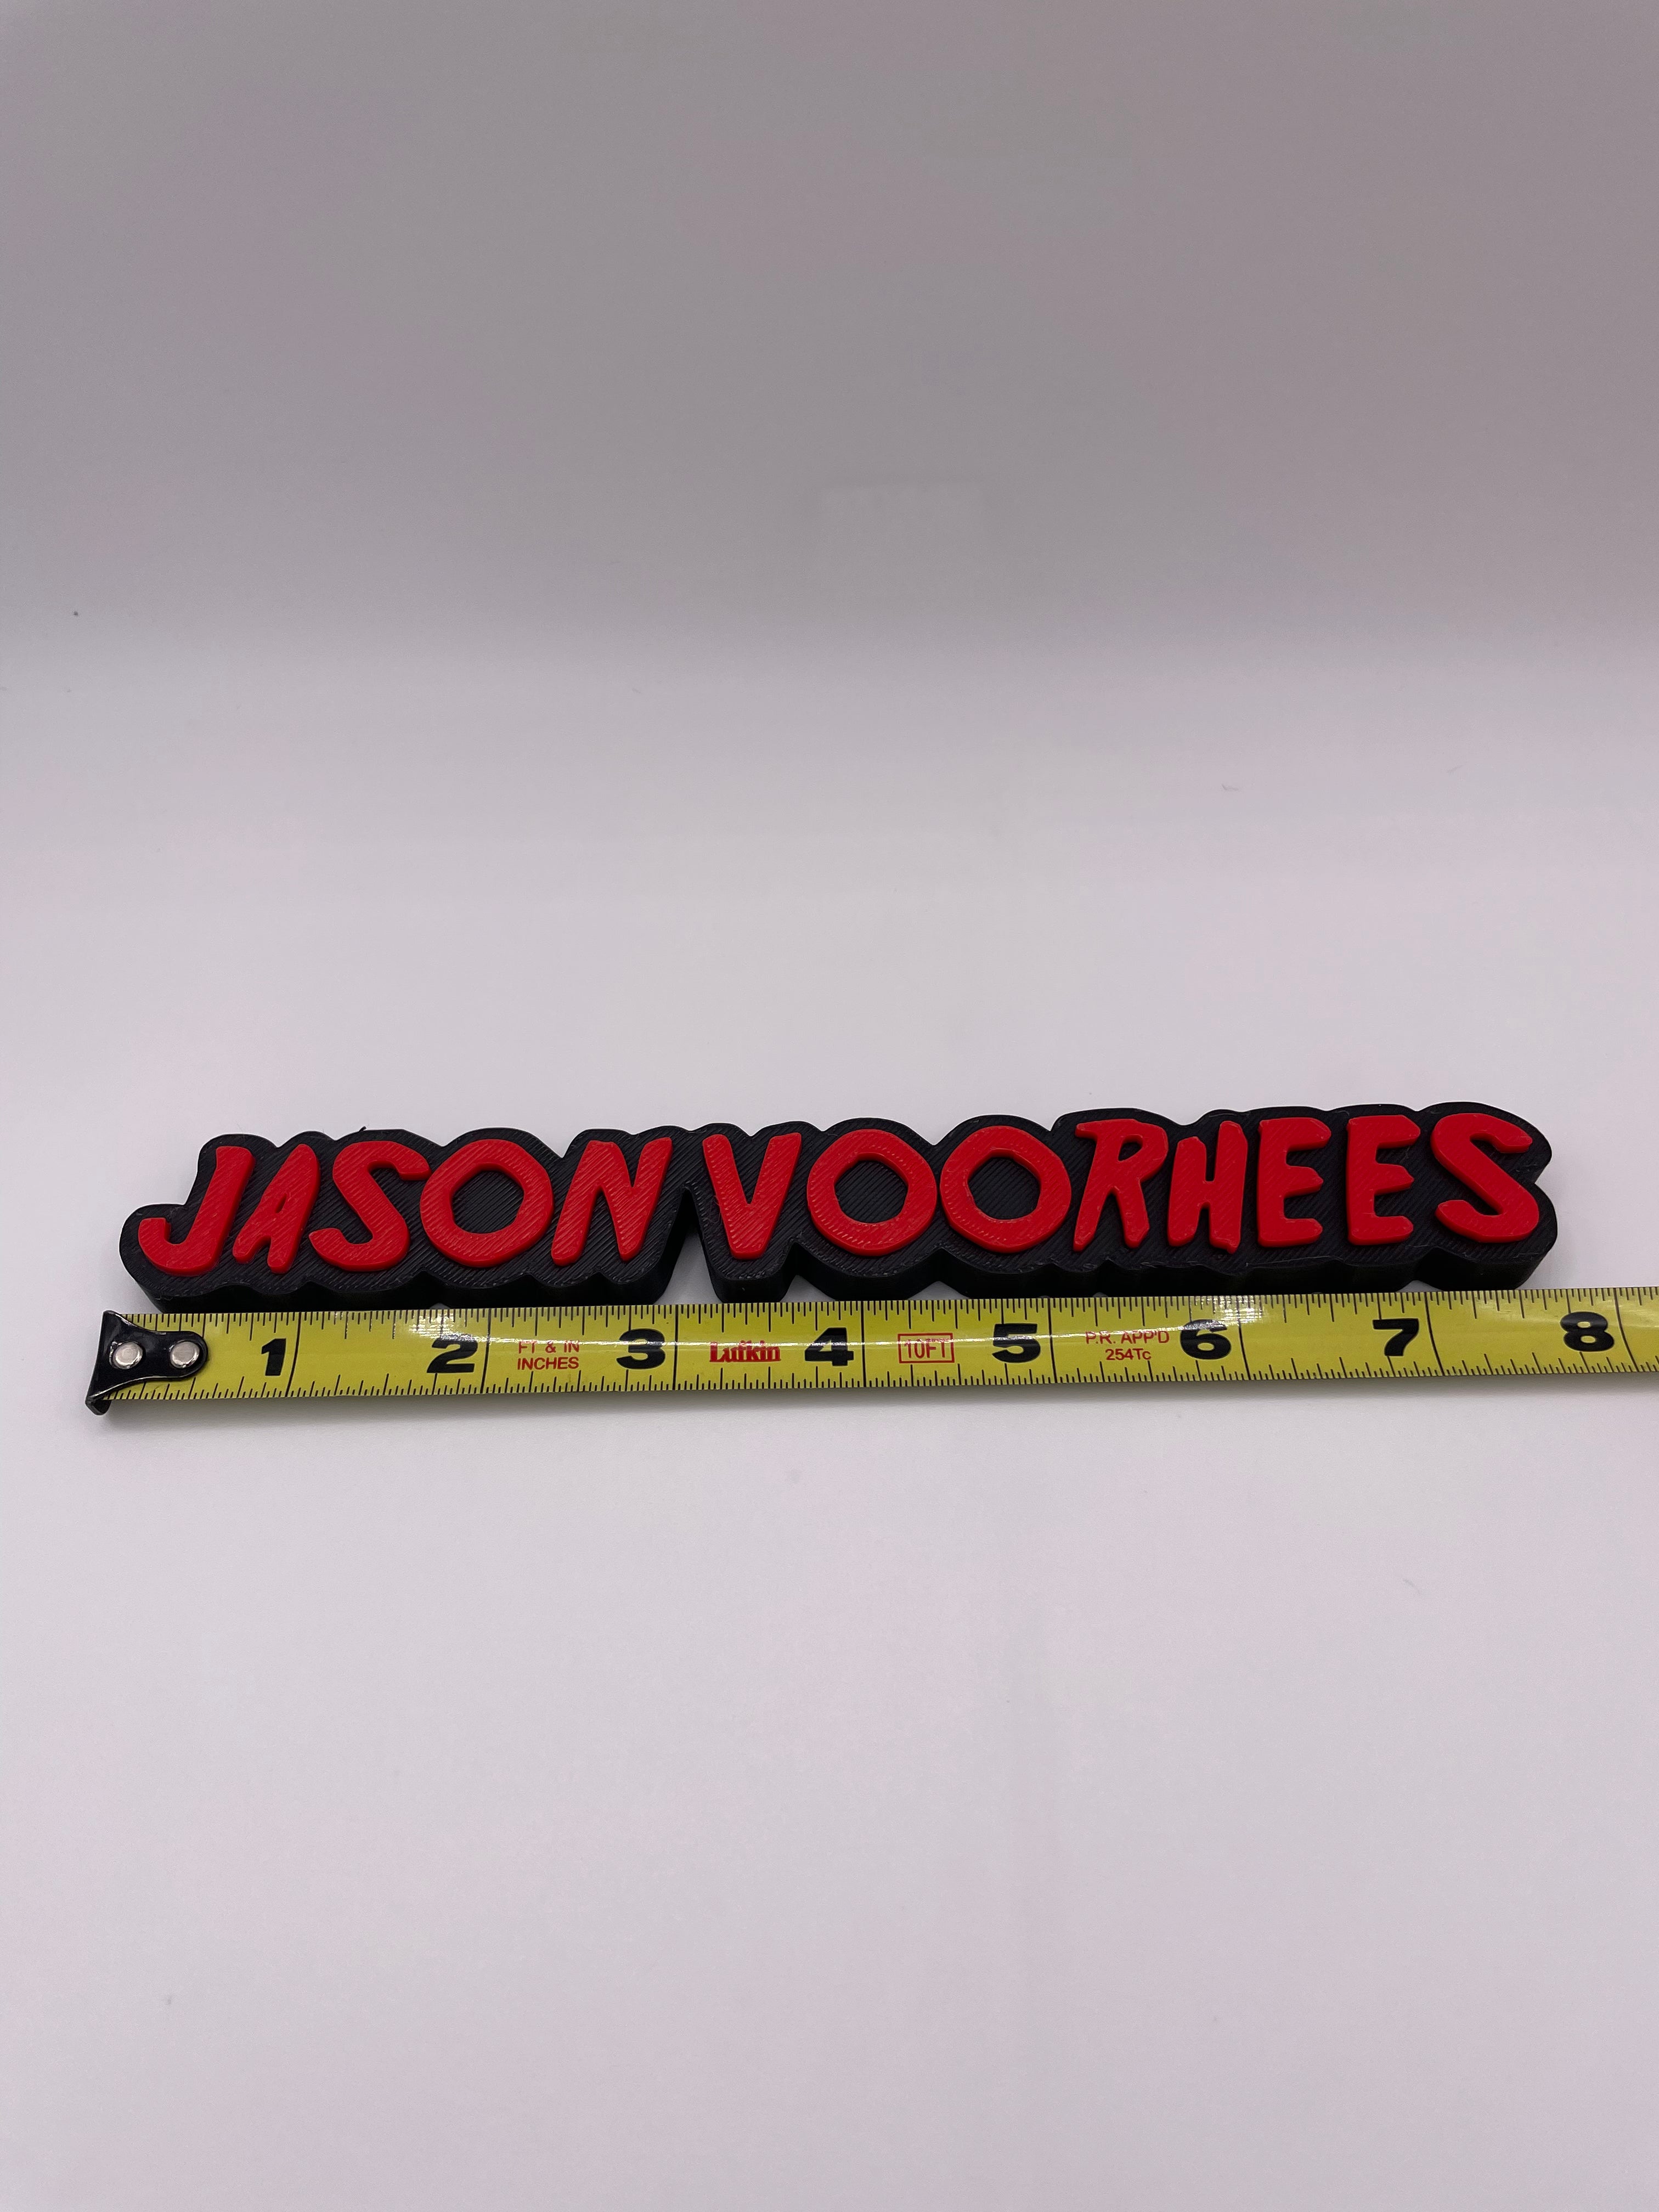 JASON VOORHEES
1 2 FT & IN 3 Lufkin 4 10FT 5 P.R. APP'D 6 7 8
INCHES 254Tc